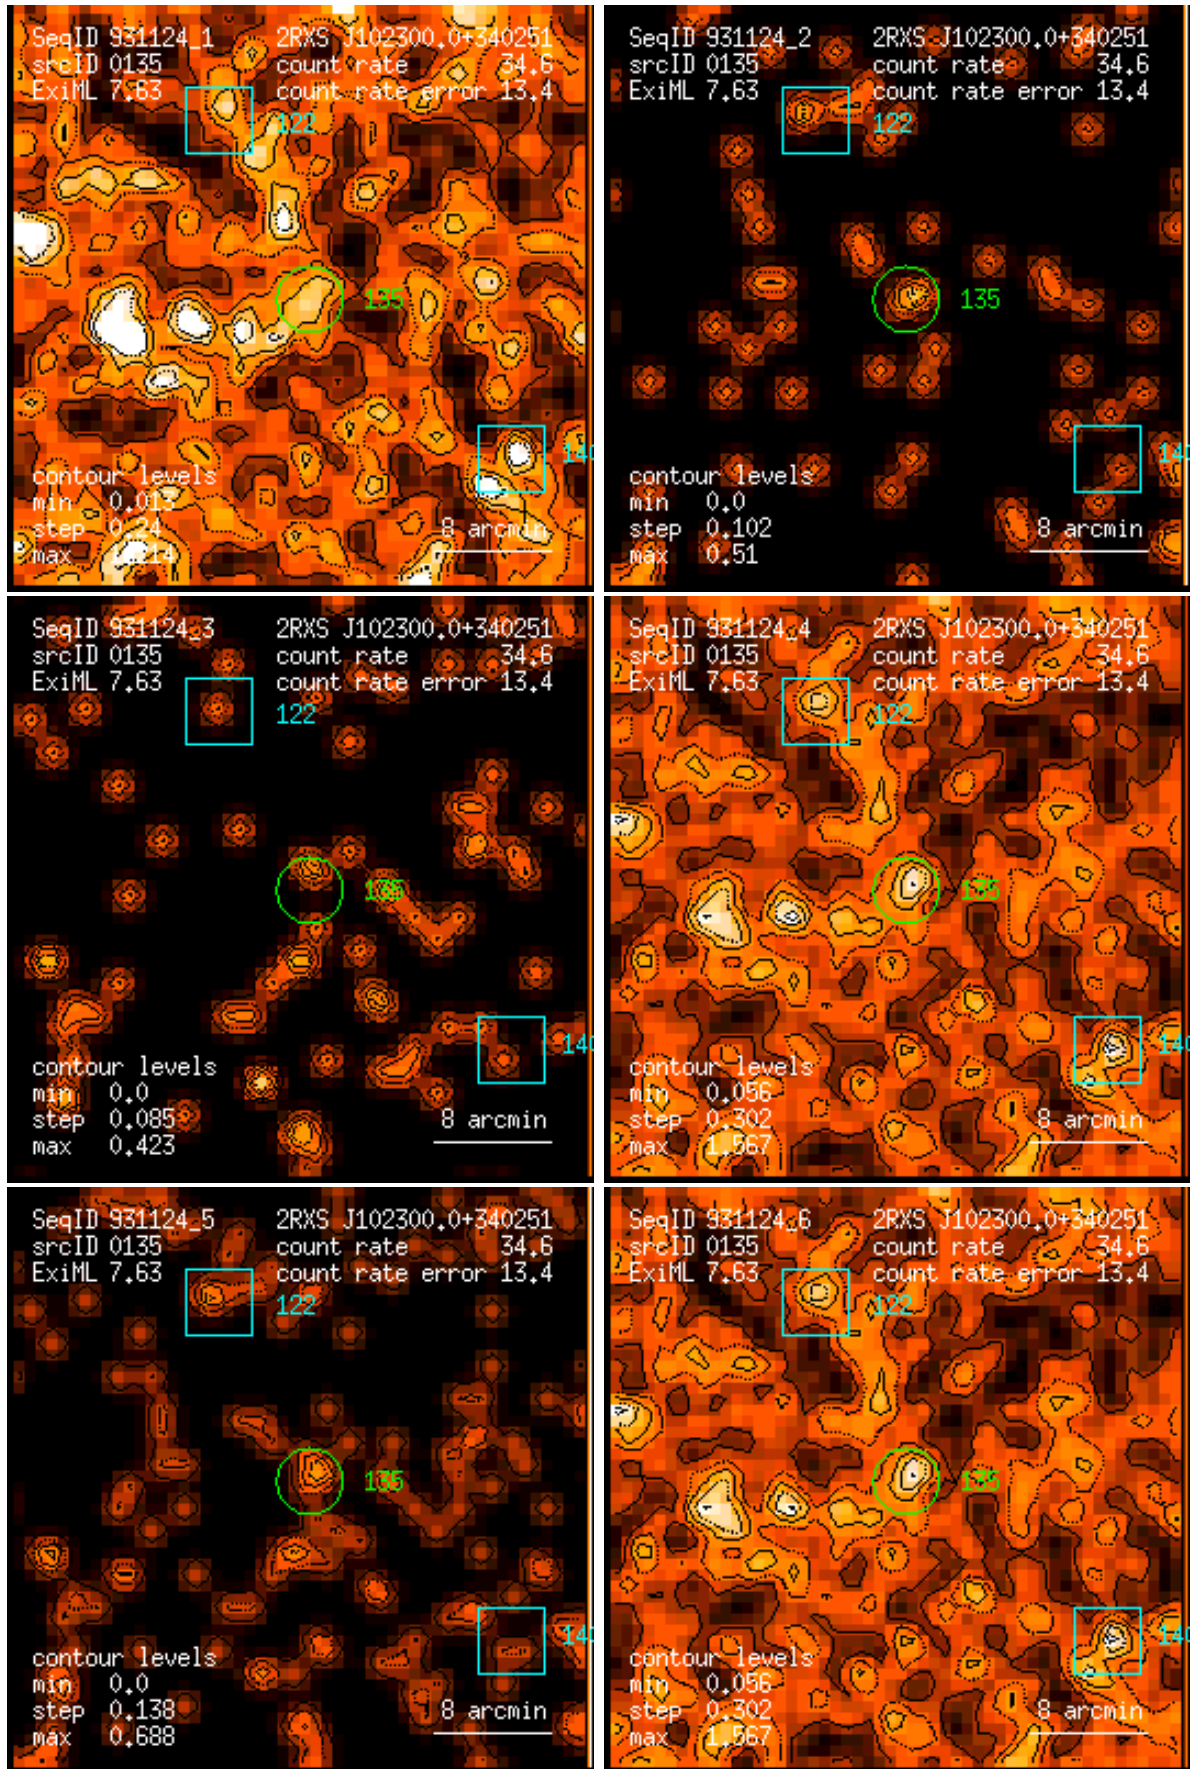 SeqID 931124_1 2RXS J102300.0+340251
srcID 0135 count rate 34.6
ExiML 7.63 count rate error 13.4
122
135
140
contour levels
min 0.013
step 0.24
max 1.214
8 arcmin
SeqID 931124_2 2RXS J102300.0+340251
srcID 0135 count rate 34.6
ExiML 7.63 count rate error 13.4
122
135
14
contour levels
min 0.0
step 0.102
max 0.51
8 arcmin
SeqID 931124_3 2RXS J102300.0+340251
srcID 0135 count rate 34.6
ExiML 7.63 count rate error 13.4
122
135
140
contour levels
min 0.0
step 0.085
max 0.423
8 arcmin
SeqID 931124_4 2RXS J102300.0+340251
srcID 0135 count rate 34.6
ExiML 7.63 count rate error 13.4
122
135
14
contour levels
min 0.056
step 0.302
max 1.567
8 arcmin
SeqID 931124_5 2RXS J102300.0+340251
srcID 0135 count rate 34.6
ExiML 7.63 count rate error 13.4
122
135
140
contour levels
min 0.0
step 0.138
max 0.688
8 arcmin
SeqID 931124_6 2RXS J102300.0+340251
srcID 0135 count rate 34.6
ExiML 7.63 count rate error 13.4
122
135
14
contour levels
min 0.056
step 0.302
max 1.567
8 arcmin